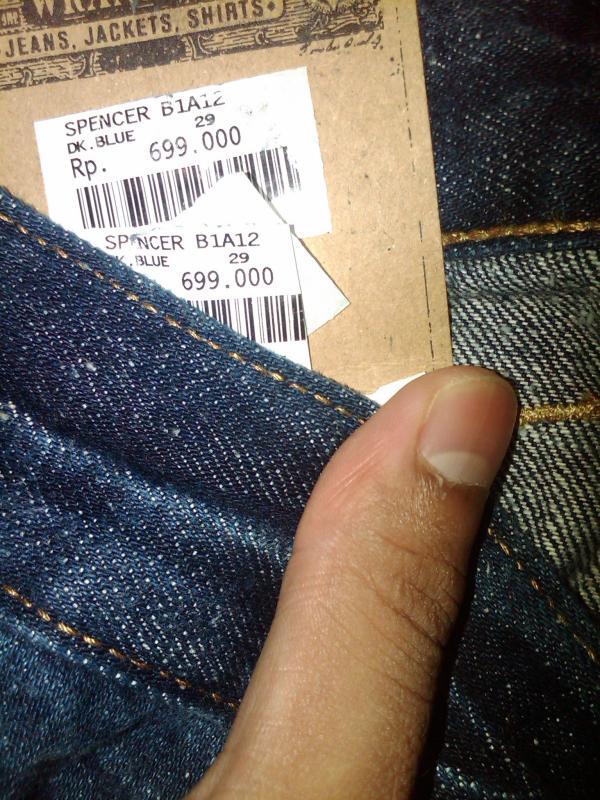 JEANS, JACKETS, SHIRTS
SPENCER B1A12
DK.BLUE 29
Rp. 699.000
SPENCER B1A12
K.BLUE 29
699.000